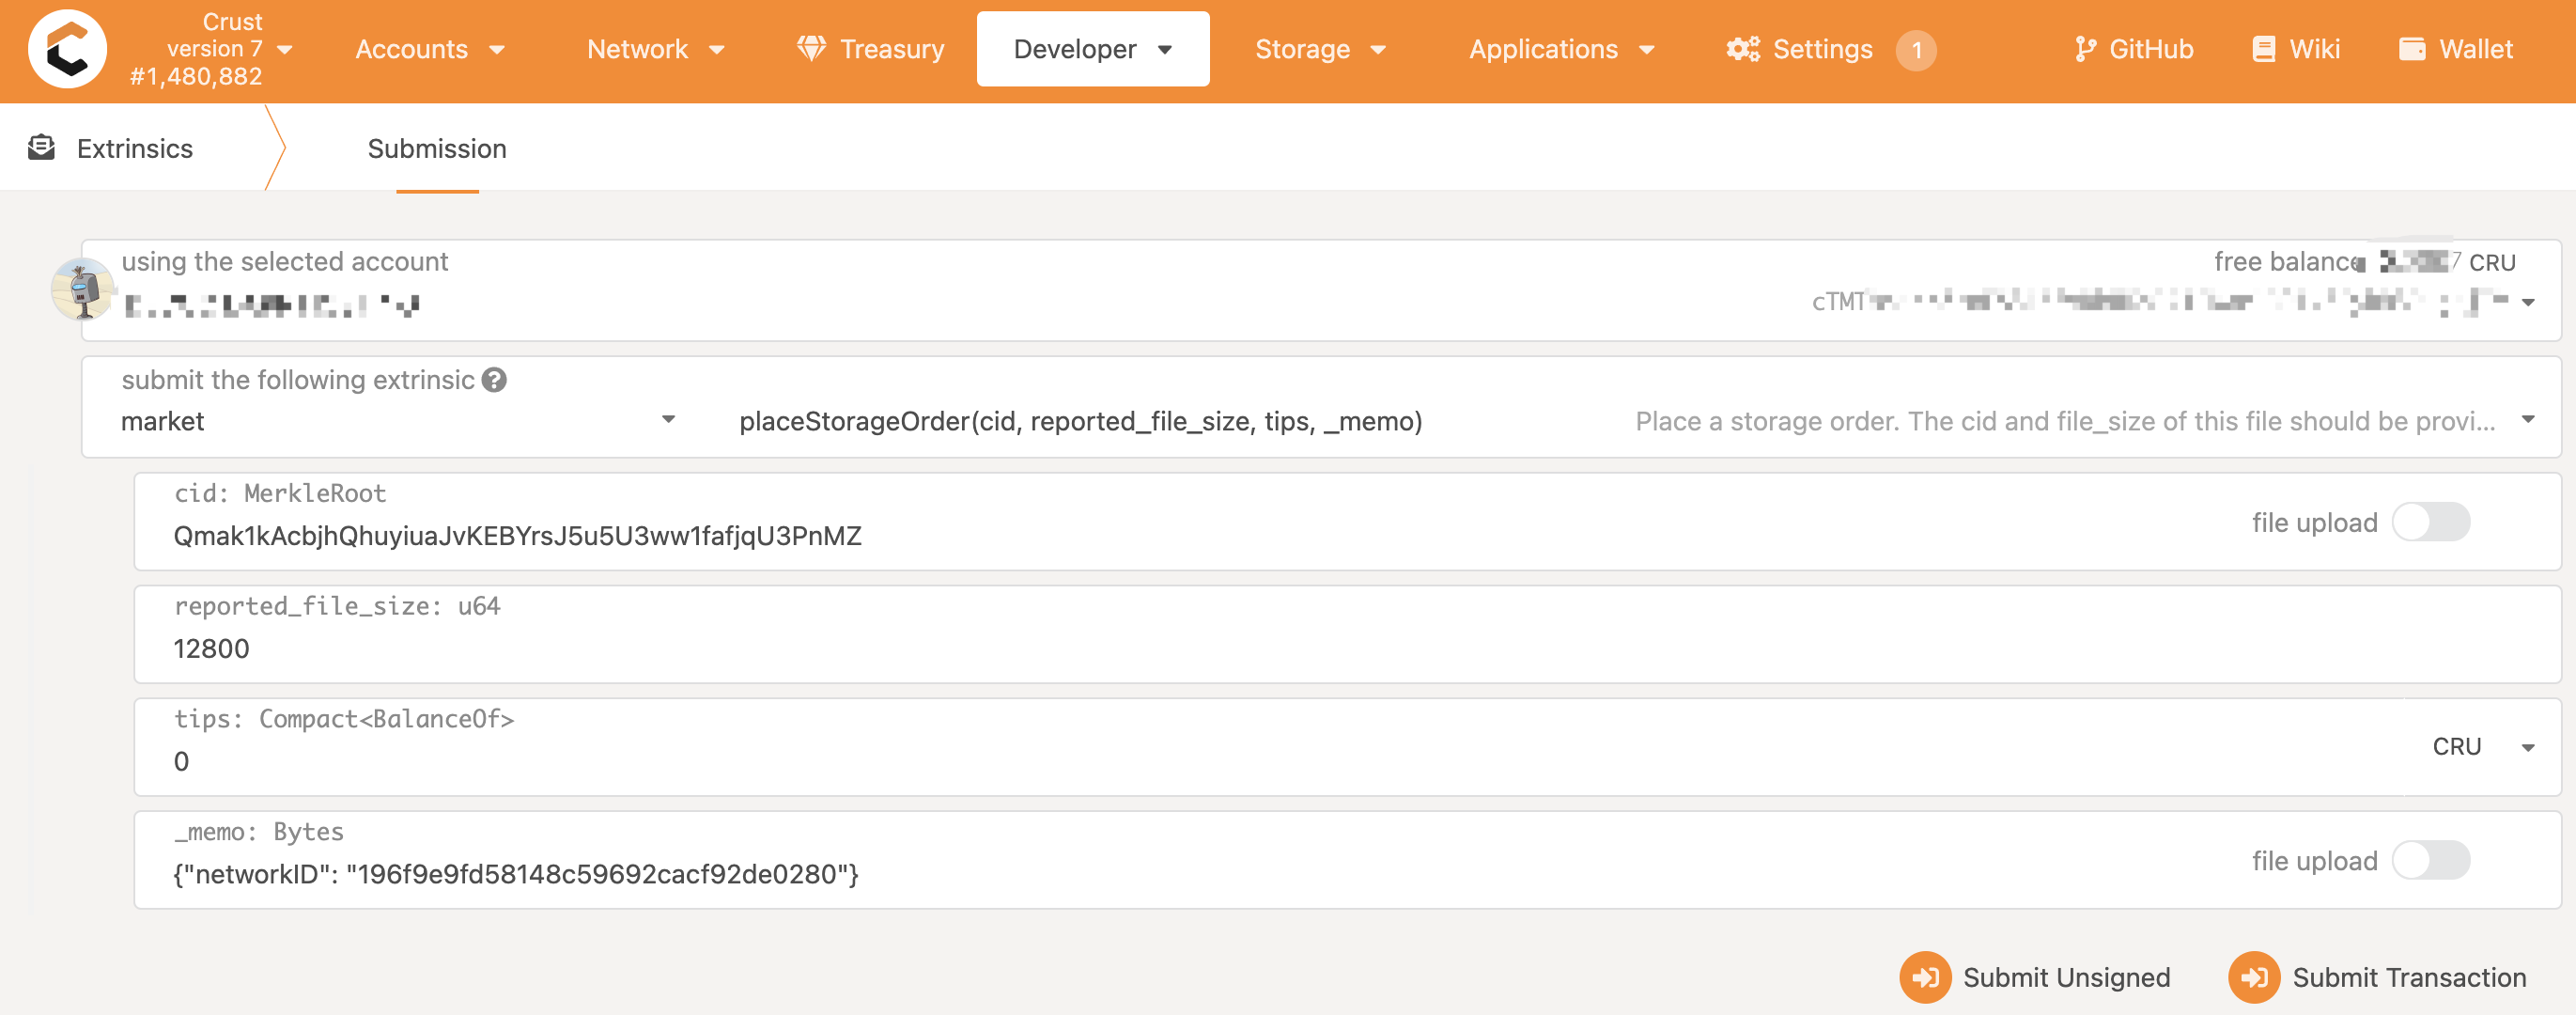 Crust
version 7
#1,480,882
Accounts
Network
Treasury
Developer
Storage
Applications
Settings
1
GitHub
Wiki
Wallet
Extrinsics
Submission
using the selected account
free balance
7 CRU
cTMT
submit the following extrinsic
market
placeStorageOrder(cid, reported_file_size, tips, _memo)
Place a storage order. The cid and file_size of this file should be provi...
cid: MerkleRoot
Qmak1kAcbjhQhuyiuaJvKEBYrsJ5u5U3ww1fafjqU3PnMZ
file upload
reported_file_size: u64
12800
tips: Compact<BalanceOf>
0
CRU
_memo: Bytes
{"networkID": "196f9e9fd58148c59692cacf92de0280"}
file upload
Submit Unsigned
Submit Transaction